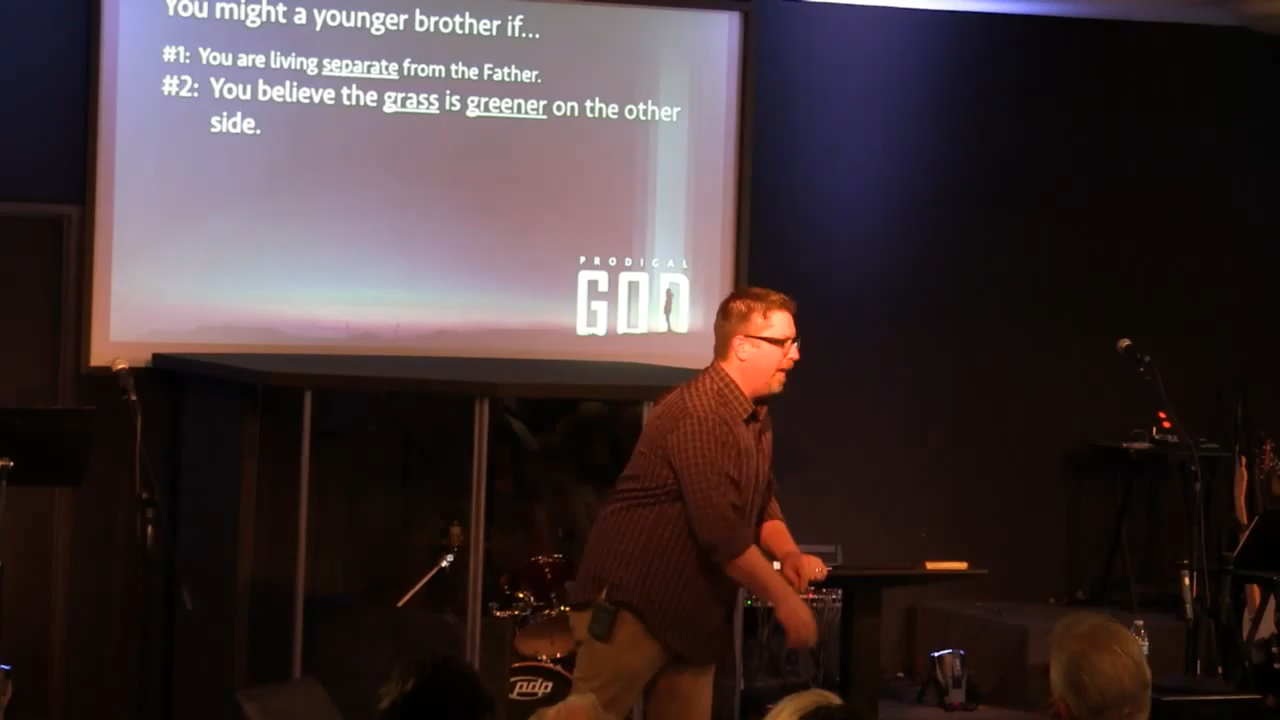 You might a younger brother if...
#1: You are living separate from the Father.
#2: You believe the grass is greener on the other
side.
PRODIGAL
GOD
pdp